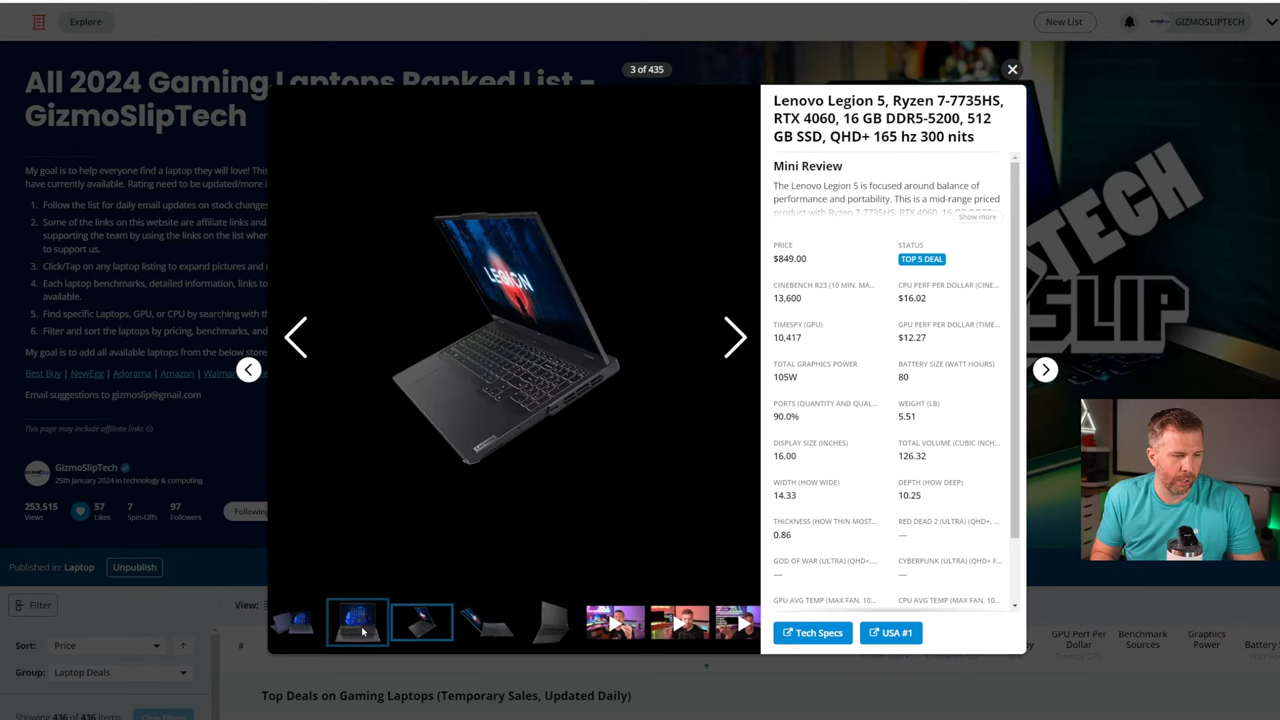 Explore
New List
GIZMOSLIPTECH
All 2024 Gaming Laptops Ranked List -
GizmoSlipTech
My goal is to help everyone find a laptop they will love! This
have currently available. Rating need to be updated/more i
1. Follow the list for daily email updates on stock changes
2. Some of the links on this website are affiliate links and
supporting the team by using the links on the list wher
to support us.
3. Click/Tap on any laptop listing to expand pictures and
4. Each laptop benchmarks, detailed information, links to
available.
5. Find specific Laptops, GPU, or CPU by searching with th
6. Filter and sort the laptops by pricing, benchmarks, and
My goal is to add all available laptops from the below store
Best Buy | NewEgg | Adorama | Amazon | Walmar
Email suggestions to gizmoslip@gmail.com
This page may include affiliate links
GizmoSlipTech
25th January 2024 in technology & computing
253,515 57 7 97
Views Likes Spin-Offs Followers
Following
Published in: Laptop Unpublish
Filter
View:
Sort: Price
Group: Laptop Deals
Showing 436 of 436 items
Clear Filters
3 of 435
LEGION
Lenovo Legion 5, Ryzen 7-7735HS,
RTX 4060, 16 GB DDR5-5200, 512
GB SSD, QHD+ 165 hz 300 nits
Mini Review
The Lenovo Legion 5 is focused around balance of
performance and portability. This is a mid-range priced
product with Ryzen 7-7735HS, RTX 4060, 16 GB DDR5
Show more
PRICE STATUS
$849.00 TOP 5 DEAL
CINEBENCH R23 (10 MIN, MA... CPU PERF PER DOLLAR (CINE...
13,600 $16.02
TIMESPY (GPU) GPU PERF PER DOLLAR (TIME...
10,417 $12.27
TOTAL GRAPHICS POWER BATTERY SIZE (WATT HOURS)
105W 80
PORTS (QUANTITY AND QUAL... WEIGHT (LB)
90.0% 5.51
DISPLAY SIZE (INCHES) TOTAL VOLUME (CUBIC INCH...
16.00 126.32
WIDTH (HOW WIDE) DEPTH (HOW DEEP)
14.33 10.25
THICKNESS (HOW THIN MOST... RED DEAD 2 (ULTRA) (QHD+, ...
0.86 —
GOD OF WAR (ULTRA) (QHD+... CYBERPUNK (ULTRA) (QHD+ F...
— —
GPU AVG TEMP (MAX FAN, 10... CPU AVG TEMP (MAX FAN, 10...
Tech Specs USA #1
TECH
SLIP
#
GPU Perf Per
Dollar
Benchmark
Sources
Graphics
Power
Battery
Top Deals on Gaming Laptops (Temporary Sales, Updated Daily)